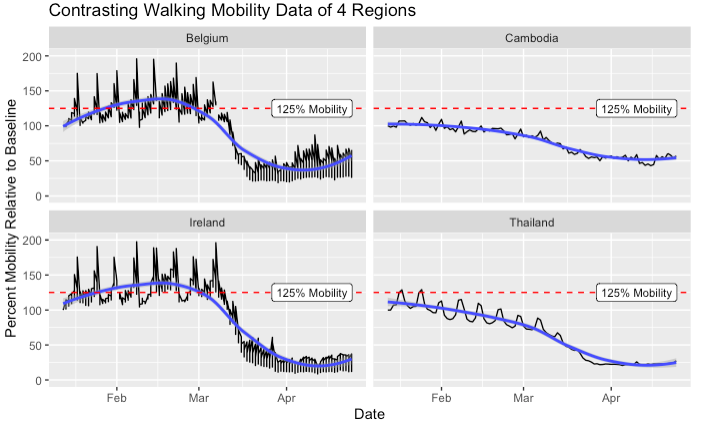 Contrasting Walking Mobility Data of 4 Regions
Belgium
Cambodia
200
150
100
50
0
125% Mobility
125% Mobility
Ireland
Thailand
200
150
100
50
0
125% Mobility
125% Mobility
Feb
Mar
Apr
Feb
Mar
Apr
Date
Percent Mobility Relative to Baseline